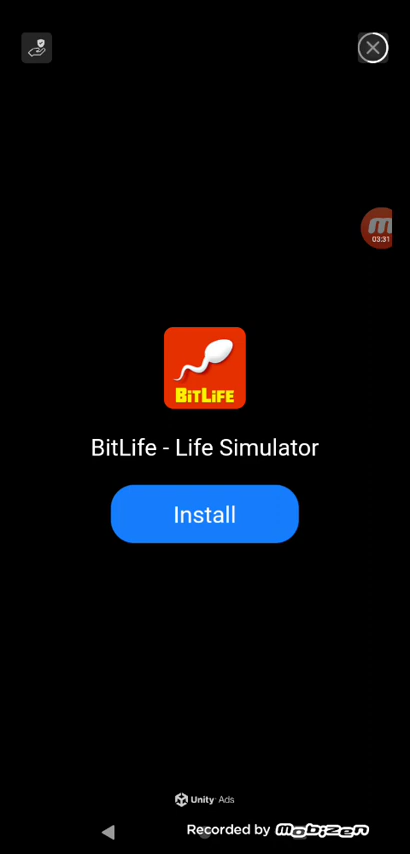 03:31
BiTLiFE
BitLife - Life Simulator
Install
Unity Ads
Recorded by mobizen